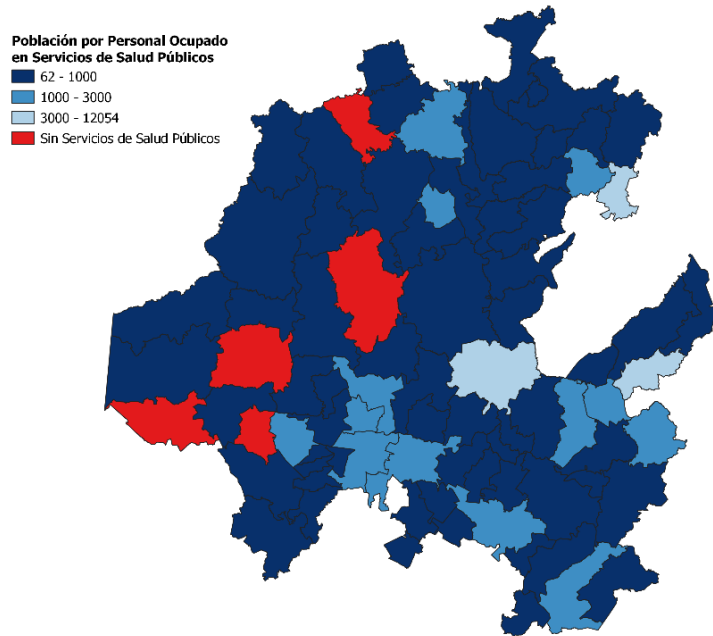 Población por Personal Ocupado
en Servicios de Salud Públicos
62 - 1000
1000 - 3000
3000 - 12054
Sin Servicios de Salud Públicos